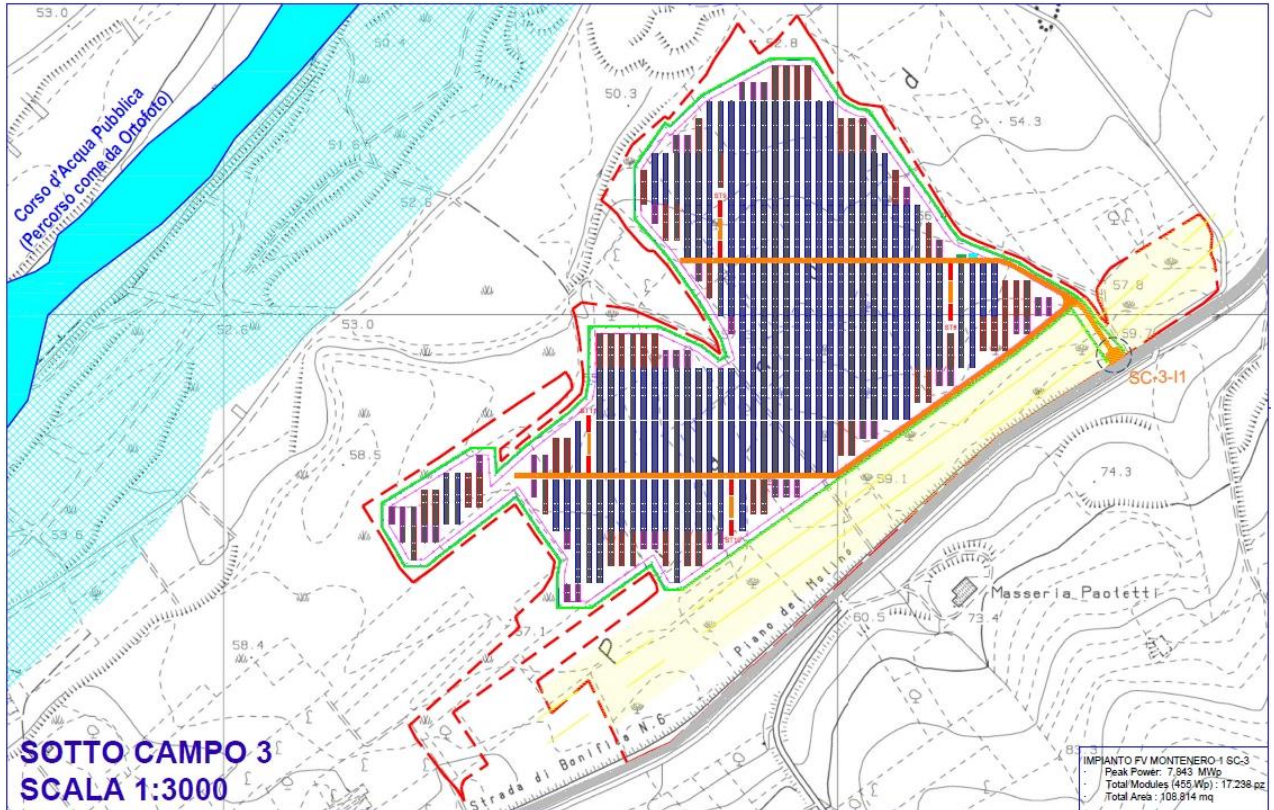 53.0
50.4
52.8
50.3
d
54.3
Corso d'Acqua Pubblica
(Percorso come da Ortofoto)
51.6
52.6
ST9
57.8
52.6
53.0
59.7
ST8
SC-3-I1
58.5
59.1
74.3
53.6
ST10
Masseria Paoletti
73.4
60.5
57.1
58.4
P
Piano del Molino
Strada di Bonifica N.6
SOTTO CAMPO 3
SCALA 1:3000
IMPIANTO FV MONTENERO-1 SC-3
- Peak Power: 7,843 MWp
- Total Modules (455 Wp) : 17.238 pz
- Total Area : 108.814 mq